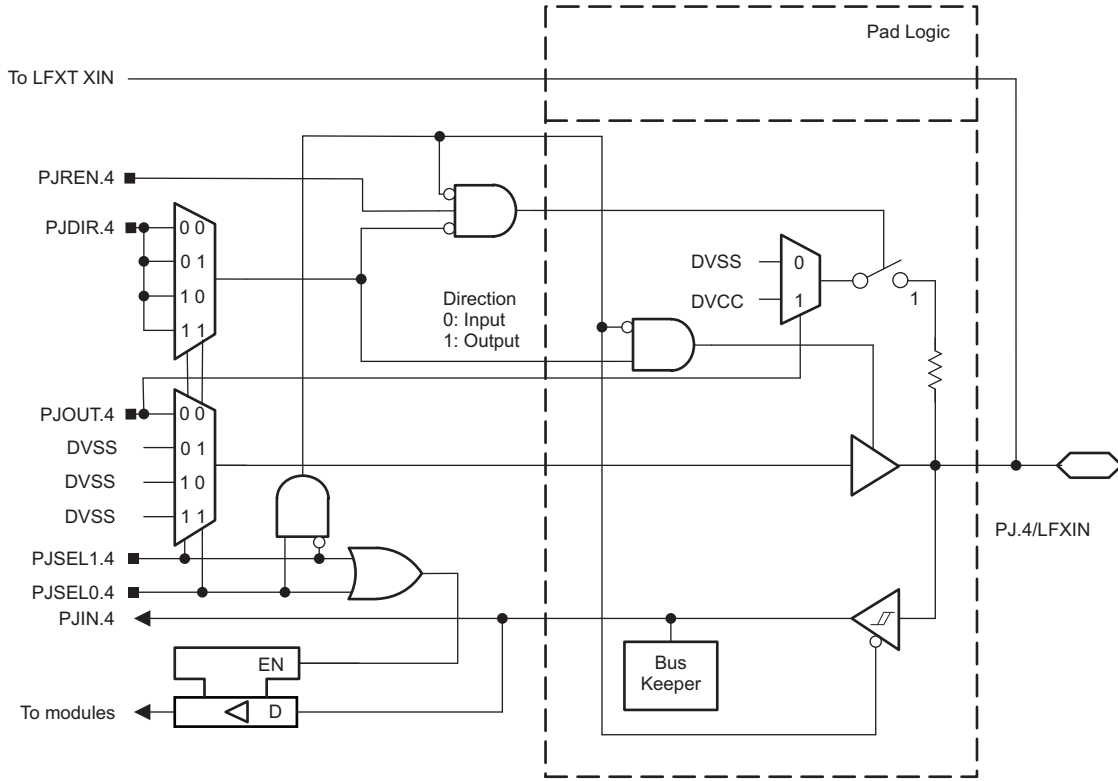 Pad Logic
To LFXT XIN
PJREN.4
PJDIR.4
0 0
0 1
1 0
1 1
Direction
0: Input
1: Output
DVSS
0
DVCC
1
1
PJOUT.4
0 0
DVSS
0 1
DVSS
1 0
DVSS
1 1
PJ.4/LFXIN
PJSEL1.4
PJSEL0.4
PJIN.4
Bus
Keeper
EN
To modules
D